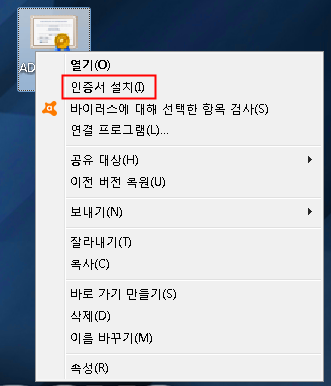 AD
열기(O)
인증서 설치(I)
바이러스에 대해 선택한 항목 검사(S)
연결 프로그램(L)...
공유 대상(H)
이전 버전 복원(U)
보내기(N)
잘라내기(T)
복사(C)
바로 가기 만들기(S)
삭제(D)
이름 바꾸기(M)
속성(R)